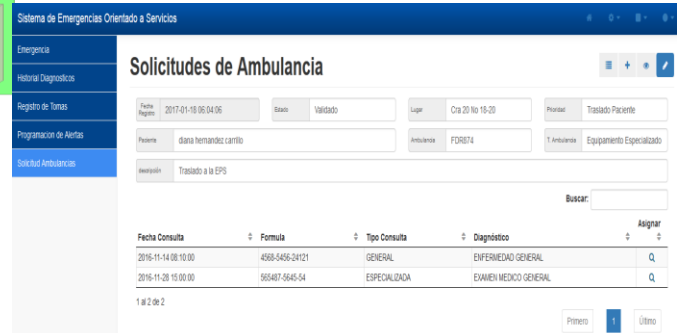 Sistema de Emergencias Orientado a Servicios
Emergencia
Historial Diagnosticos
Registro de Tomas
Programacion de Alertas
Solicitud Ambulancias
Solicitudes de Ambulancia
Fecha Registro 2017-01-18 06:04:06 Estado Validado Lugar Cra 20 No 18-20 Prioridad Traslado Paciente
Paciente diana hernandez carrillo Ambulancia FDR874 T. Ambulancia Equipamiento Especializado
descripción Traslado a la EPS
Buscar:
Fecha Consulta Formula Tipo Consulta Diagnóstico Asignar
2016-11-14 08:10:00 4568-5456-24121 GENERAL ENFERMEDAD GENERAL
2016-11-28 15:00:00 565487-5645-54 ESPECIALIZADA EXAMEN MEDICO GENERAL
1 al 2 de 2
Primero 1 Último